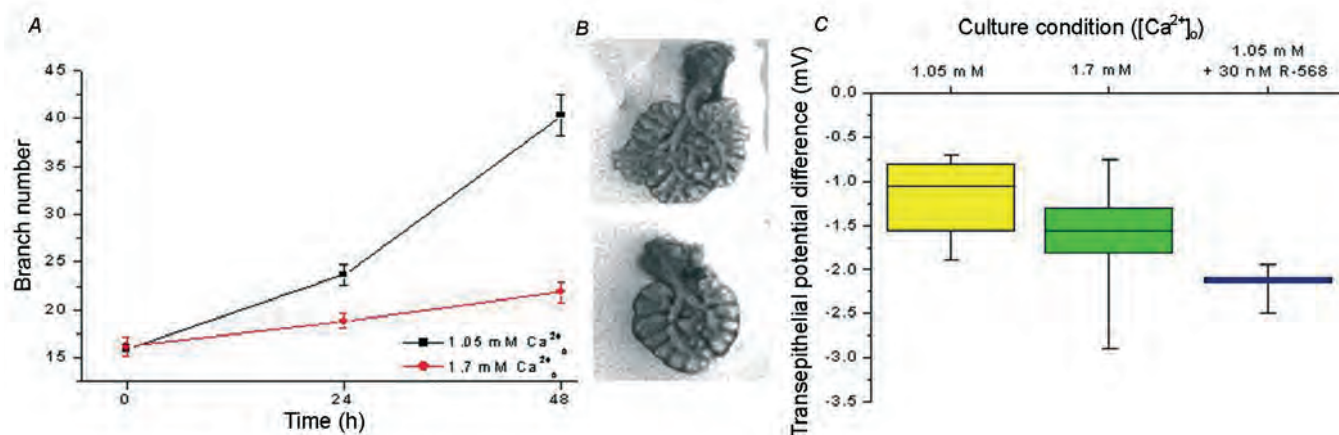 A
Branch number
45
40
35
30
25
20
15
0
24
48
Time (h)
1.05 mM Ca²⁺ₒ
1.7 mM Ca²⁺ₒ
B
C
Culture condition ([Ca²⁺]ₒ)
1.05 mM
1.7 mM
1.05 mM
+ 30 nM R-568
Transepithelial potential difference (mV)
0.0
-0.5
-1.0
-1.5
-2.0
-2.5
-3.0
-3.5